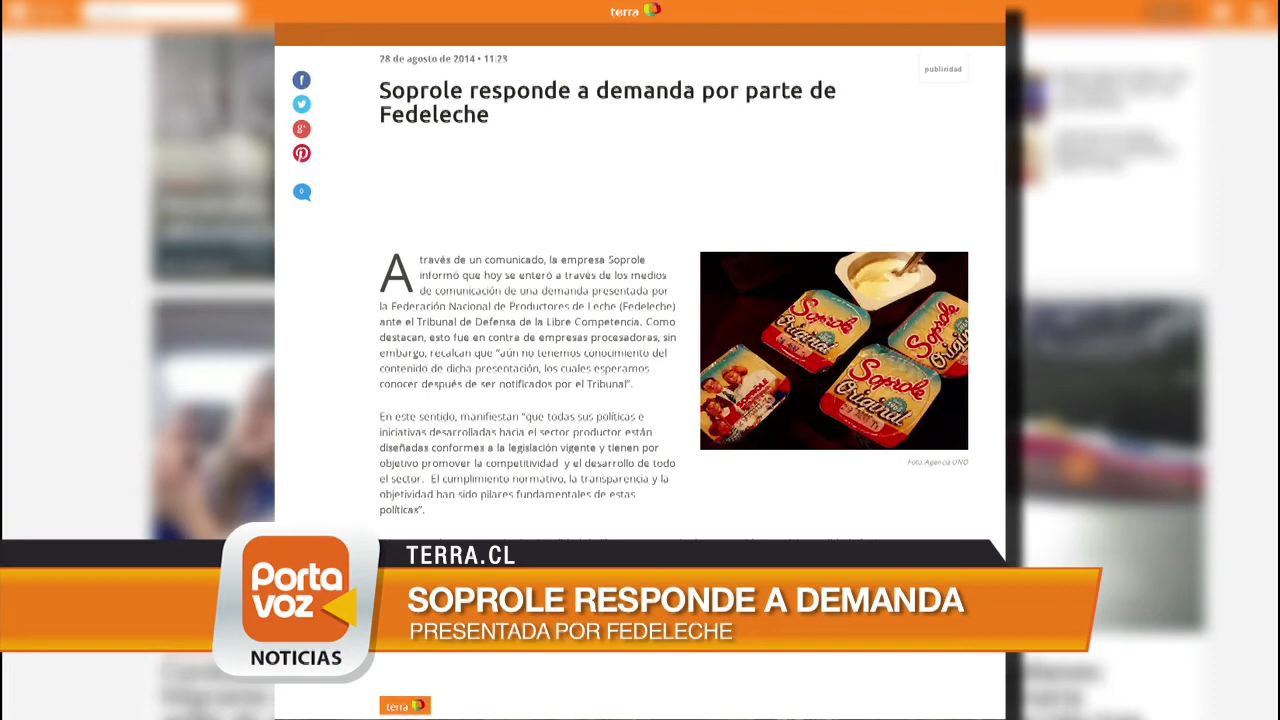 terra
28 de agosto de 2014 • 11:23
publicidad
Soprole responde a demanda por parte de
Fedeleche
f
g+
0
A través de un comunicado, la empresa Soprole
informó que hoy se enteró a través de los medios
de comunicación de una demanda presentada por
la Federación Nacional de Productores de Leche (Fedeleche)
ante el Tribunal de Defensa de la Libre Competencia. Como
destacan, esto fue en contra de empresas procesadoras, sin
embargo, recalcan que “aún no tenemos conocimiento del
contenido de dicha presentación, los cuales esperamos
conocer después de ser notificados por el Tribunal”.
En este sentido, manifiestan “que todas sus políticas e
iniciativas desarrolladas hacia el sector productor están
diseñadas conformes a la legislación vigente y tienen por
objetivo promover la competitividad y el desarrollo de todo
el sector. El cumplimiento normativo, la transparencia y la
objetividad han sido pilares fundamentales de estas
políticas”.
Soprole
Original
Soprole
Original
Soprole
Original
SOPROLE
Foto: Agencia UNO
TERRA.CL
SOPROLE RESPONDE A DEMANDA
PRESENTADA POR FEDELECHE
Porta
voz
NOTICIAS
terra